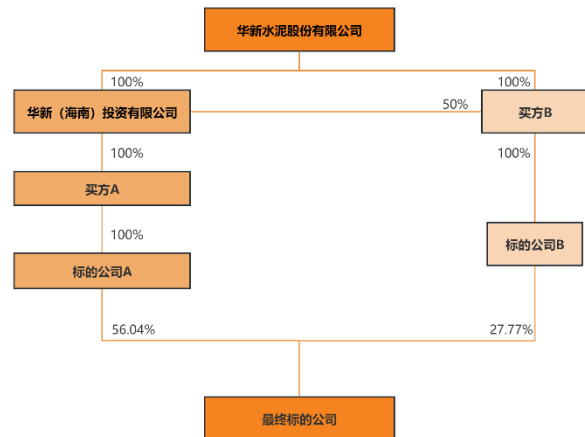 华新水泥股份有限公司
100%
100%
华新（海南）投资有限公司
50%
买方B
100%
100%
买方A
100%
标的公司B
标的公司A
56.04%
27.77%
最终标的公司